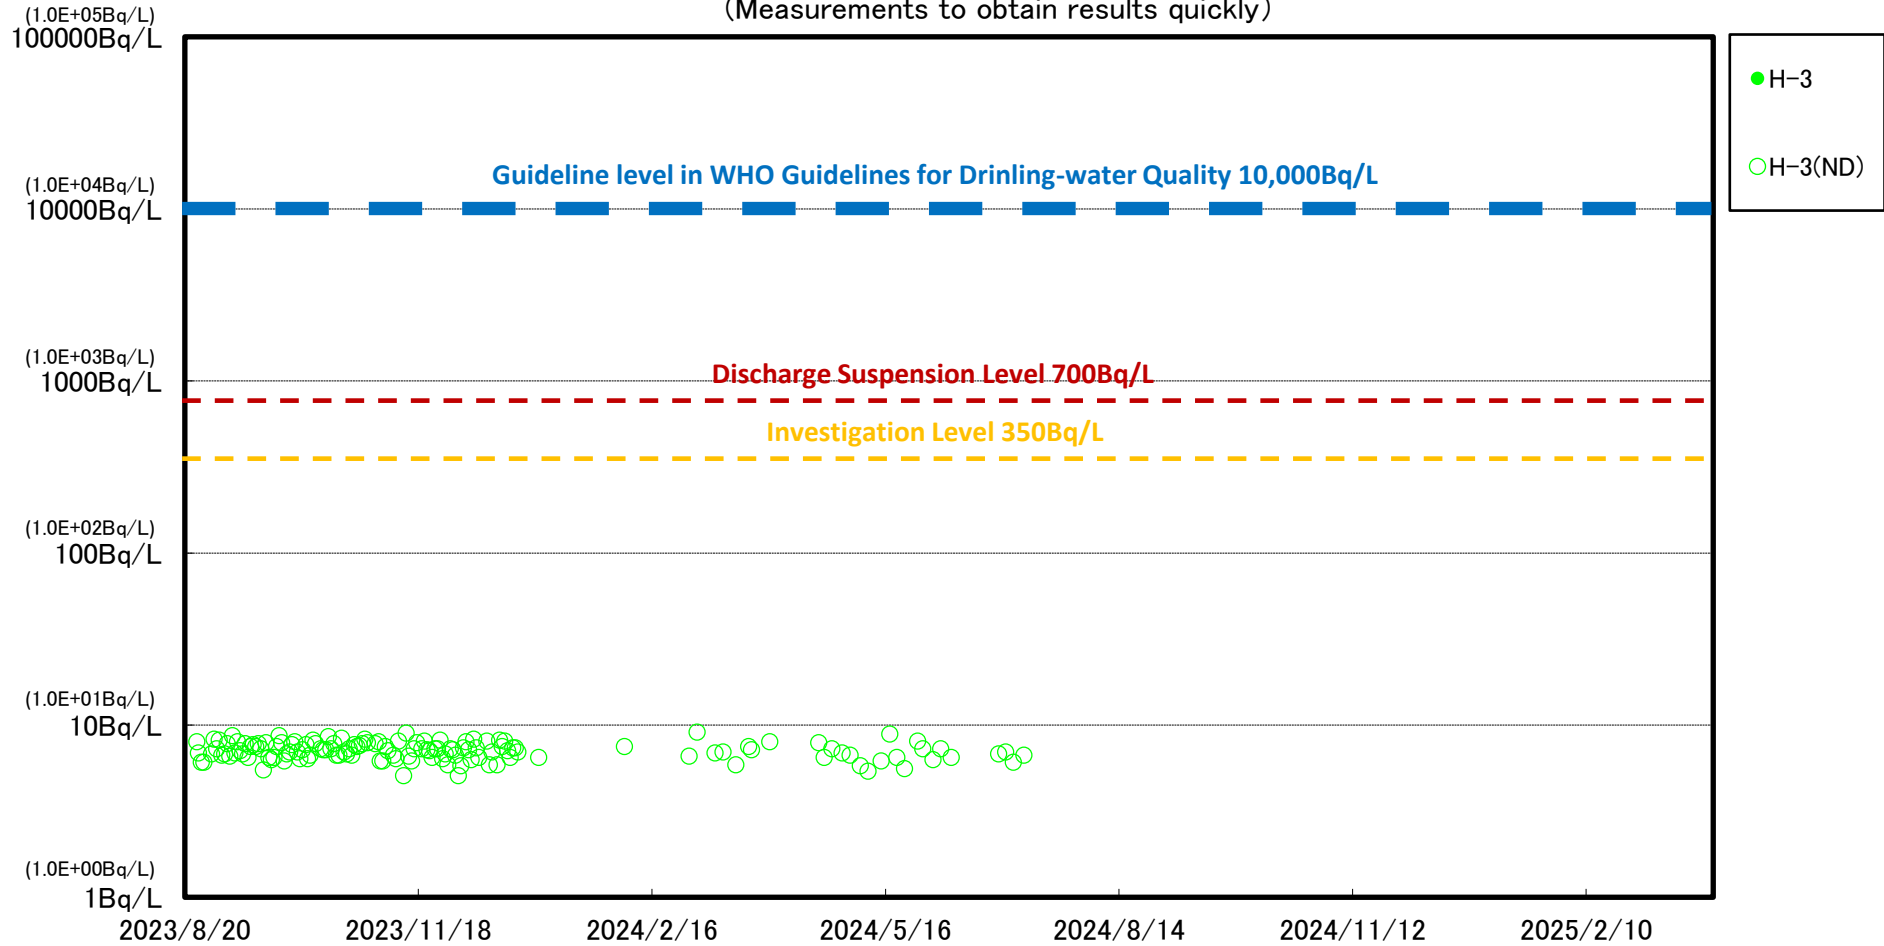 (Measurements to obtain results quickly)
(1.0E+05Bq/L)
100000Bq/L
H-3
H-3(ND)
Guideline level in WHO Guidelines for Drinling-water Quality 10,000Bq/L
(1.0E+04Bq/L)
10000Bq/L
(1.0E+03Bq/L)
1000Bq/L
Discharge Suspension Level 700Bq/L
Investigation Level 350Bq/L
(1.0E+02Bq/L)
100Bq/L
(1.0E+01Bq/L)
10Bq/L
(1.0E+00Bq/L)
1Bq/L
2023/8/20 2023/11/18 2024/2/16 2024/5/16 2024/8/14 2024/11/12 2025/2/10